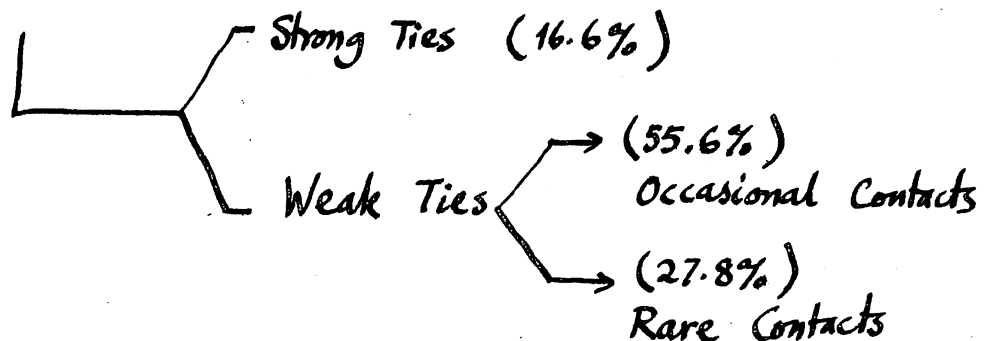 Strong Ties (16.6%)
(55.6%)
Weak Ties
Occasional Contacts
(27.8%)
Rare Contacts